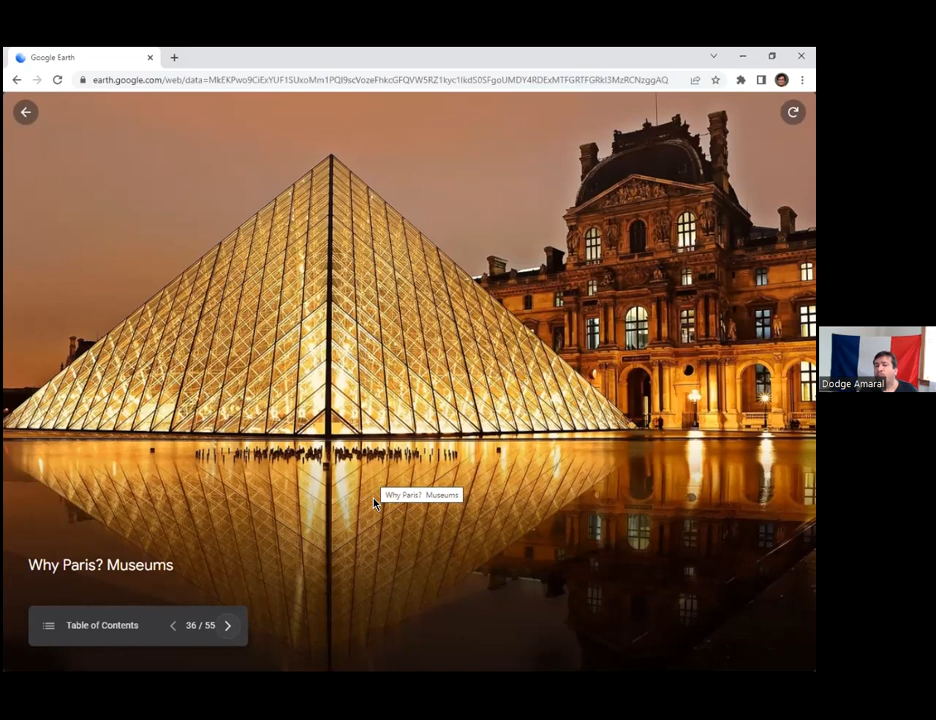 Google Earth
earth.google.com/web/data=
Why Paris? Museums
Why Paris? Museums
Table of Contents
36 / 55
Dodge Amaral